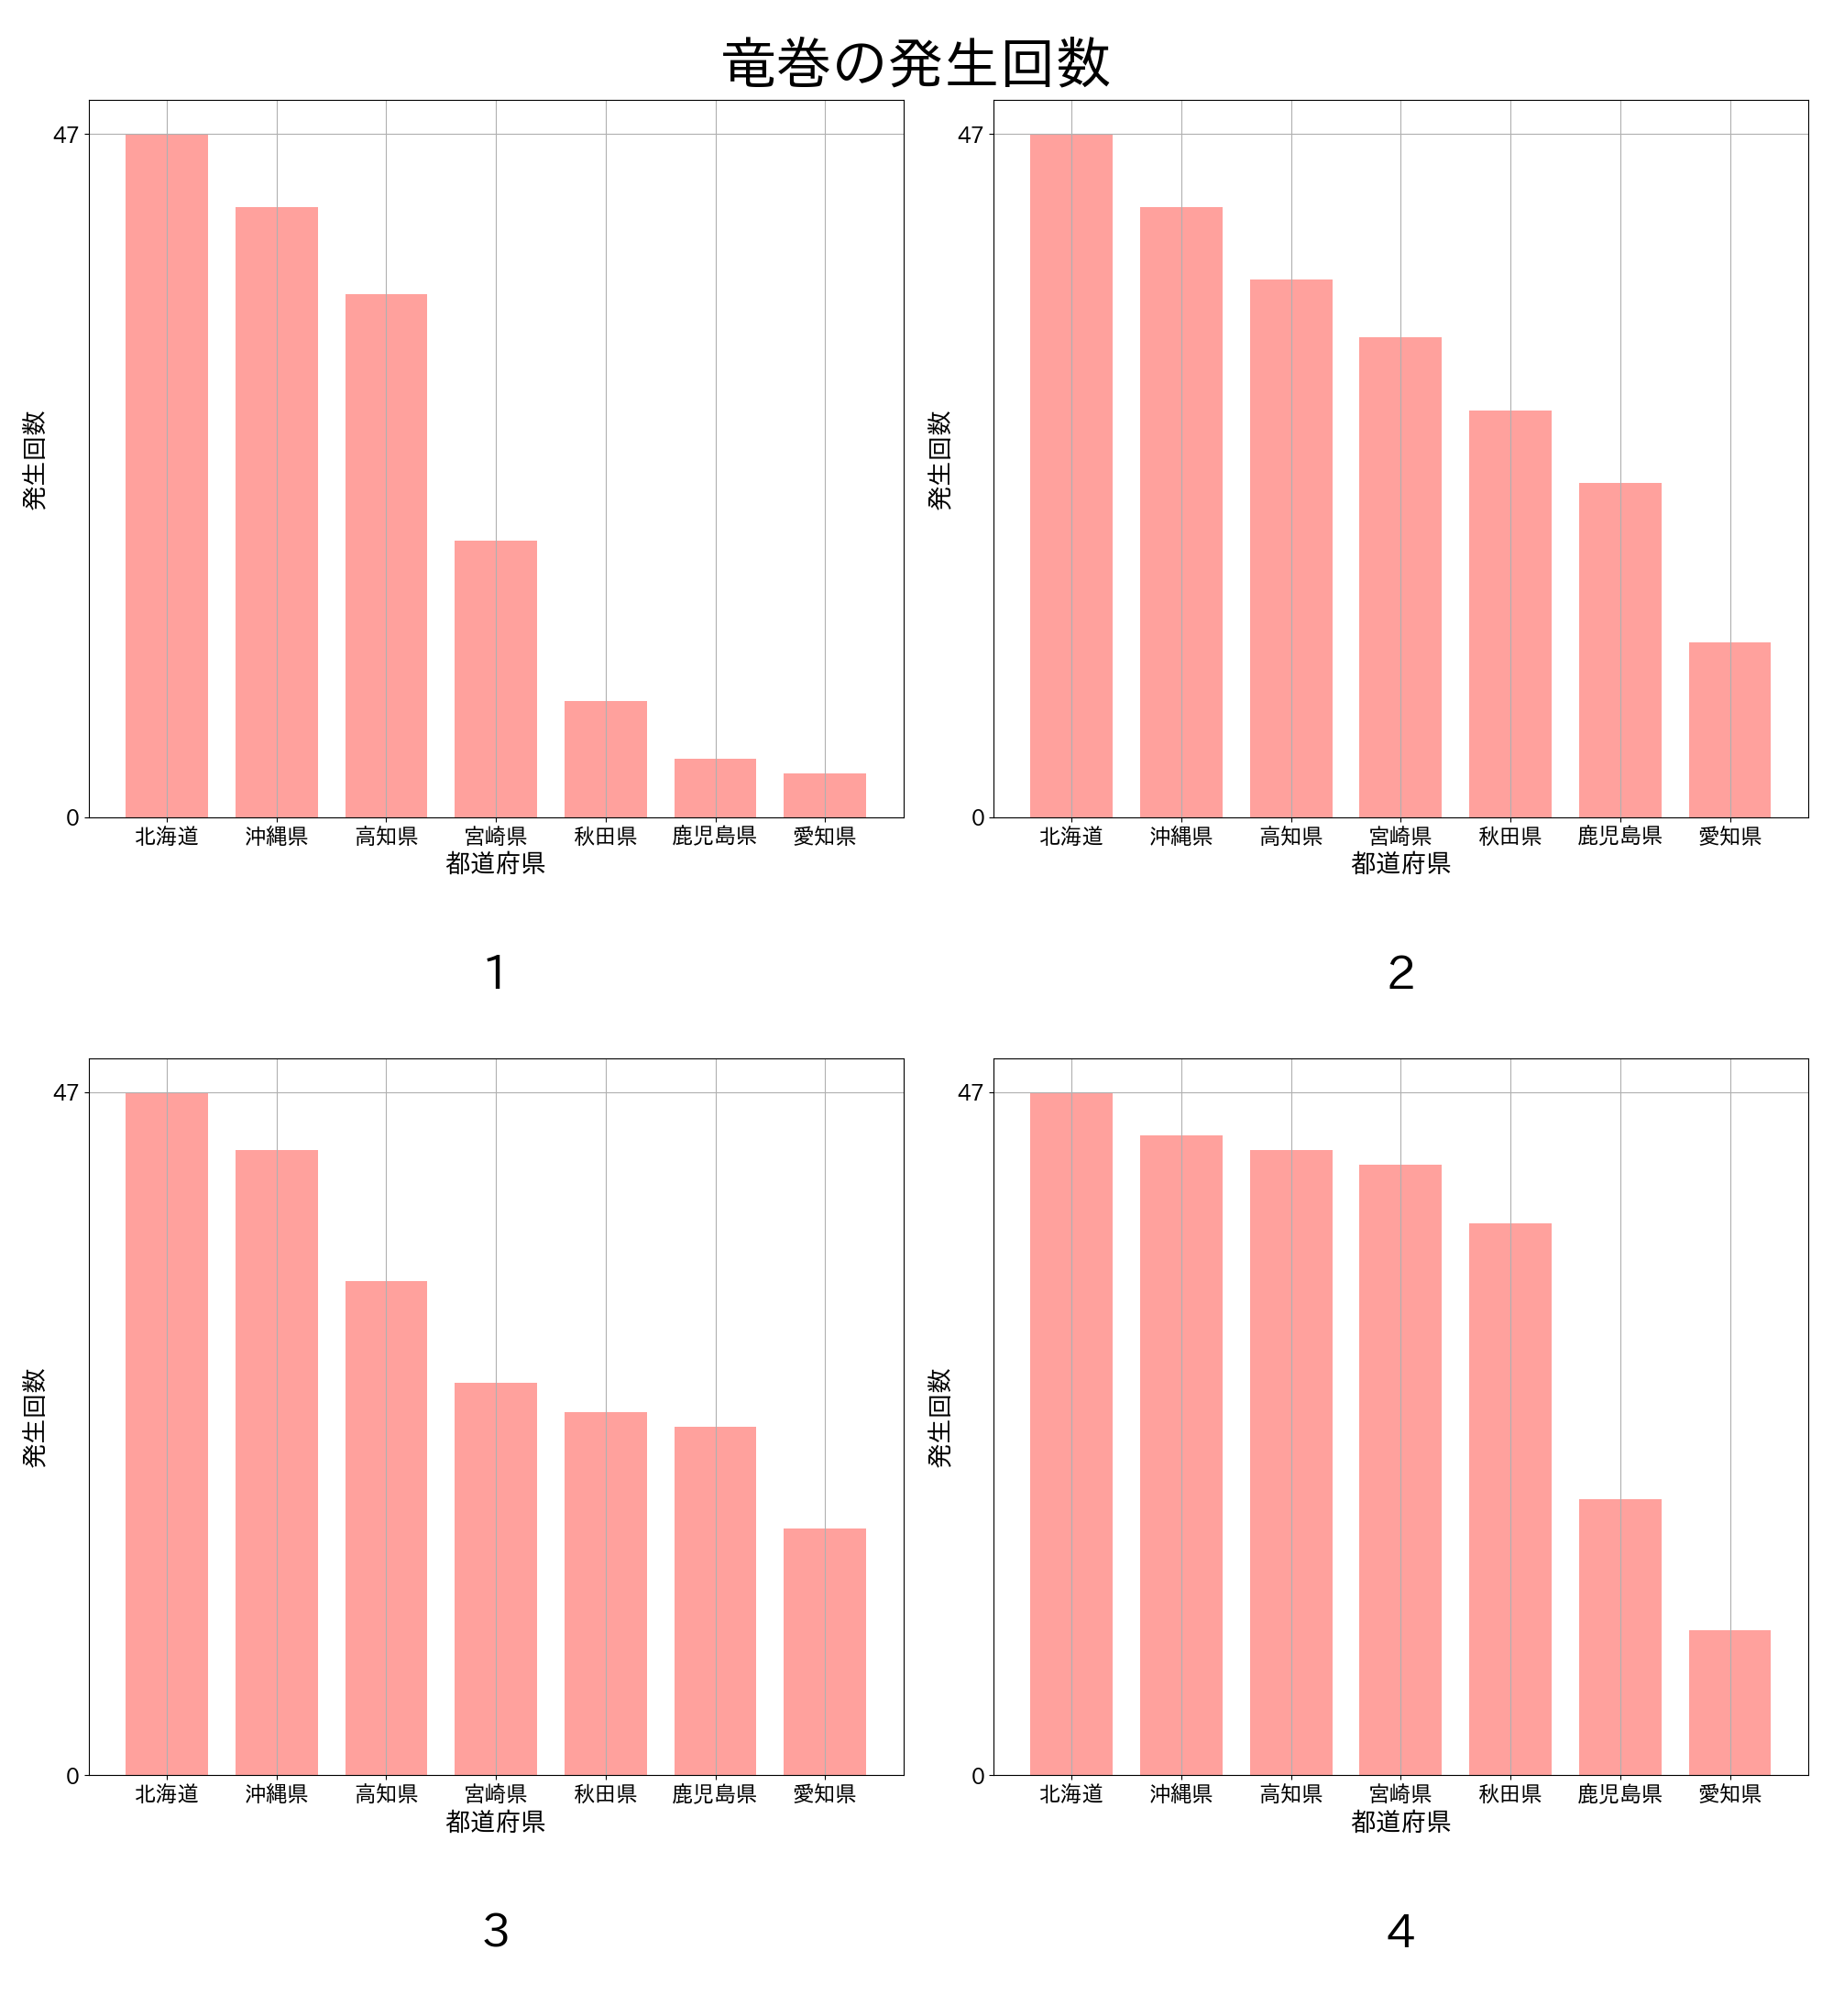 竜巻の発生回数
47
0
発生回数
北海道 沖縄県 高知県 宮崎県 秋田県 鹿児島県 愛知県
都道府県
1
47
0
発生回数
北海道 沖縄県 高知県 宮崎県 秋田県 鹿児島県 愛知県
都道府県
2
47
0
発生回数
北海道 沖縄県 高知県 宮崎県 秋田県 鹿児島県 愛知県
都道府県
3
47
0
発生回数
北海道 沖縄県 高知県 宮崎県 秋田県 鹿児島県 愛知県
都道府県
4